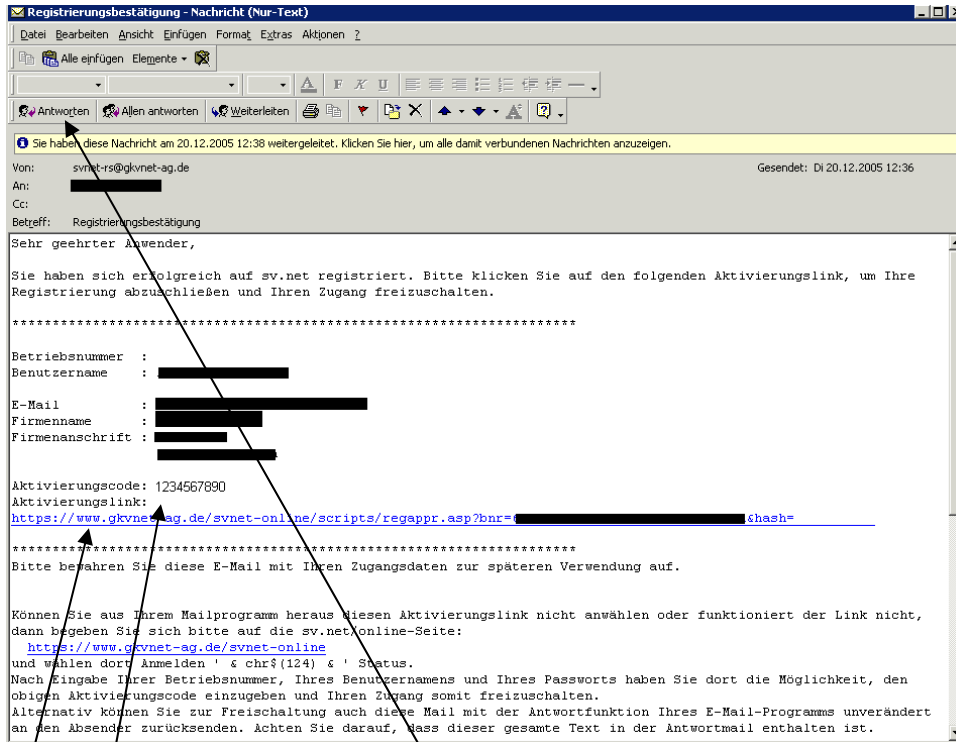 Registrierungsbestätigung - Nachricht (Nur-Text)
Datei Bearbeiten Ansicht Einfügen Format Extras Aktionen ?
Alle einfügen Elemente
A F K U
Antworten Allen antworten Weiterleiten
Sie haben diese Nachricht am 20.12.2005 12:38 weitergeleitet. Klicken Sie hier, um alle damit verbundenen Nachrichten anzuzeigen.
Von: svnet-rs@gkvnet-ag.de Gesendet: Di 20.12.2005 12:36
An:
Cc:
Betreff: Registrierungsbestätigung
Sehr geehrter Anwender,
Sie haben sich erfolgreich auf sv.net registriert. Bitte klicken Sie auf den folgenden Aktivierungslink, um Ihre
Registrierung abzuschließen und Ihren Zugang freizuschalten.
**********************************************************************
Betriebsnummer :
Benutzername :
E-Mail :
Firmenname :
Firmenanschrift :
Aktivierungscode: 1234567890
Aktivierungslink:
https://www.gkvnet-ag.de/svnet-online/scripts/regappr.asp?bnr= &hash=
**********************************************************************
Bitte bewahren Sie diese E-Mail mit Ihren Zugangsdaten zur späteren Verwendung auf.
Können Sie aus Ihrem Mailprogramm heraus diesen Aktivierungslink nicht anwählen oder funktioniert der Link nicht,
dann begeben Sie sich bitte auf die sv.net/online-Seite:
https://www.gkvnet-ag.de/svnet-online
und wählen dort Anmelden ' & chr$(124) & ' Status.
Nach Eingabe Ihrer Betriebsnummer, Ihres Benutzernamens und Ihres Passworts haben Sie dort die Möglichkeit, den
obigen Aktivierungscode einzugeben und Ihren Zugang somit freizuschalten.
Alternativ können Sie zur Freischaltung auch diese Mail mit der Antwortfunktion Ihres E-Mail-Programms unverändert
an den Absender zurücksenden. Achten Sie darauf, dass dieser gesamte Text in der Antwortmail enthalten ist.